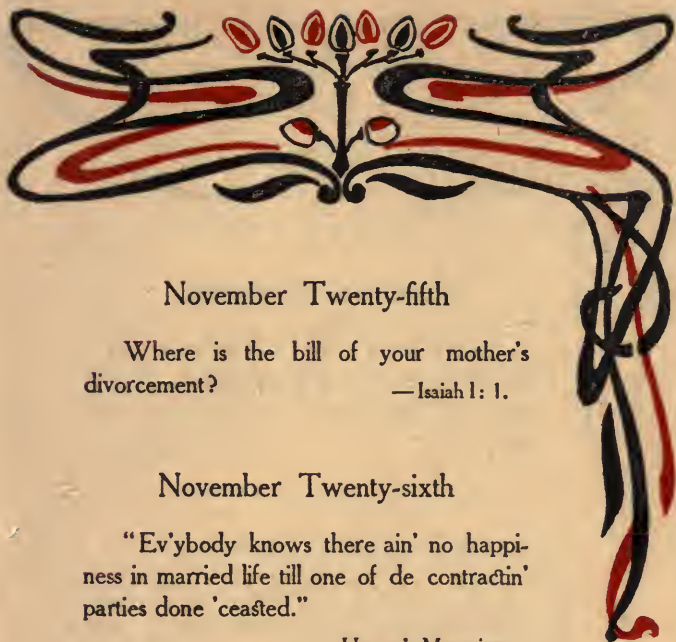 November Twenty-fifth
Where is the bill of your mother's
divorcement? —Isaiah 1: 1.
November Twenty-sixth
"Ev'ybody knows there ain' no happi-
ness in married life till one of de contractin'
parties done 'ceasted."